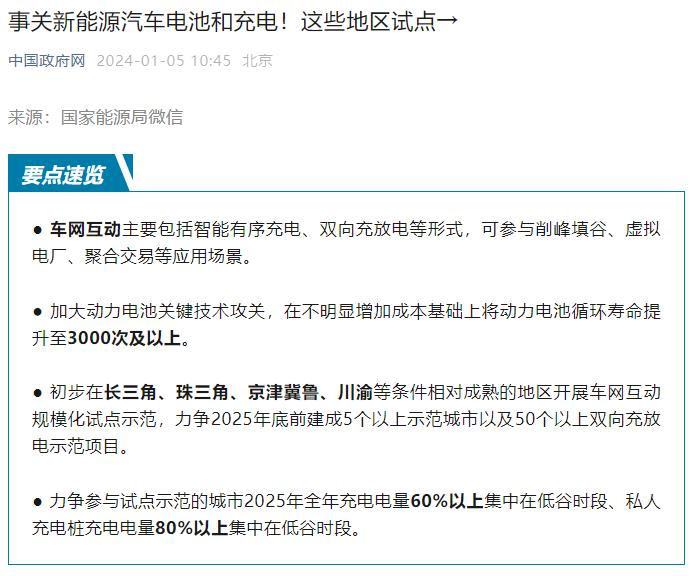 事关新能源汽车电池和充电！这些地区试点→
中国政府网 2024-01-05 10:45 北京
来源：国家能源局微信
要点速览
● 车网互动主要包括智能有序充电、双向充放电等形式，可参与削峰填谷、虚拟
电厂、聚合交易等应用场景。
● 加大动力电池关键技术攻关，在不明显增加成本基础上将动力电池循环寿命提
升至3000次及以上。
● 初步在长三角、珠三角、京津冀鲁、川渝等条件相对成熟的地区开展车网互动
规模化试点示范，力争2025年底前建成5个以上示范城市以及50个以上双向充放
电示范项目。
● 力争参与试点示范的城市2025年全年充电电量60%以上集中在低谷时段、私人
充电桩充电电量80%以上集中在低谷时段。